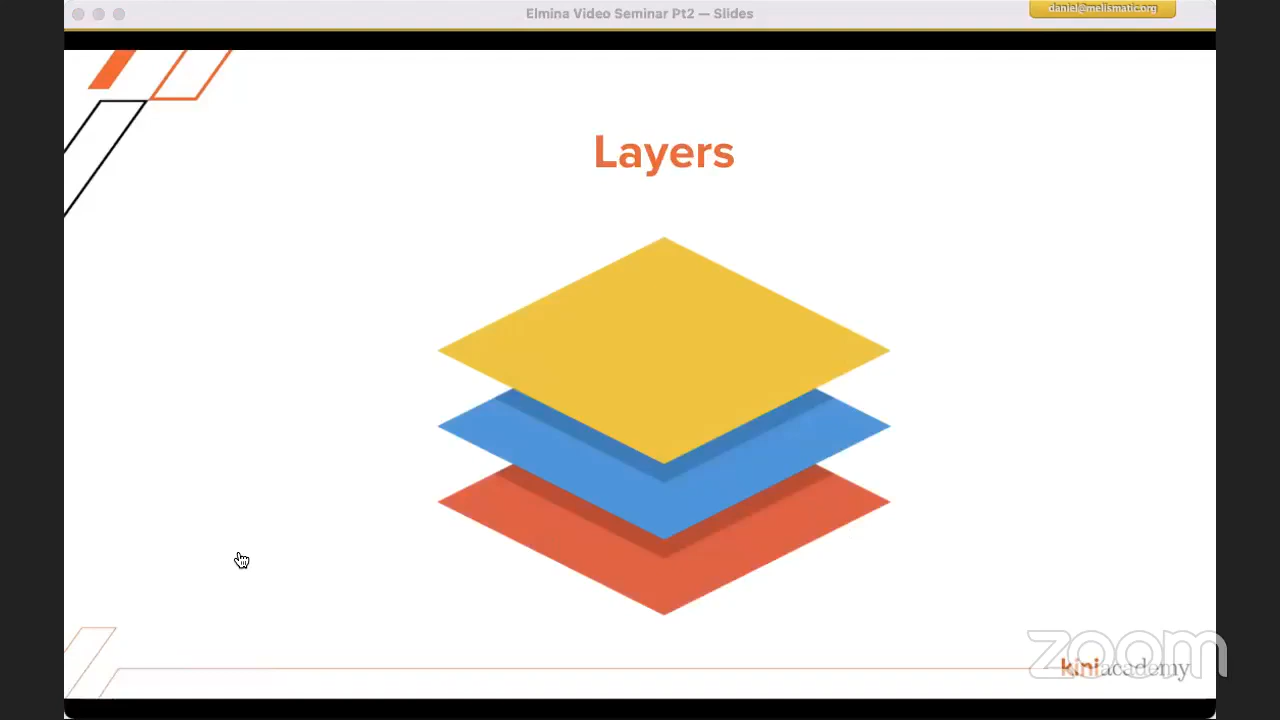 Elmina Video Seminar Pt2 — Slides
daniel@melismatic.org
Layers
zoom
kiniacademy